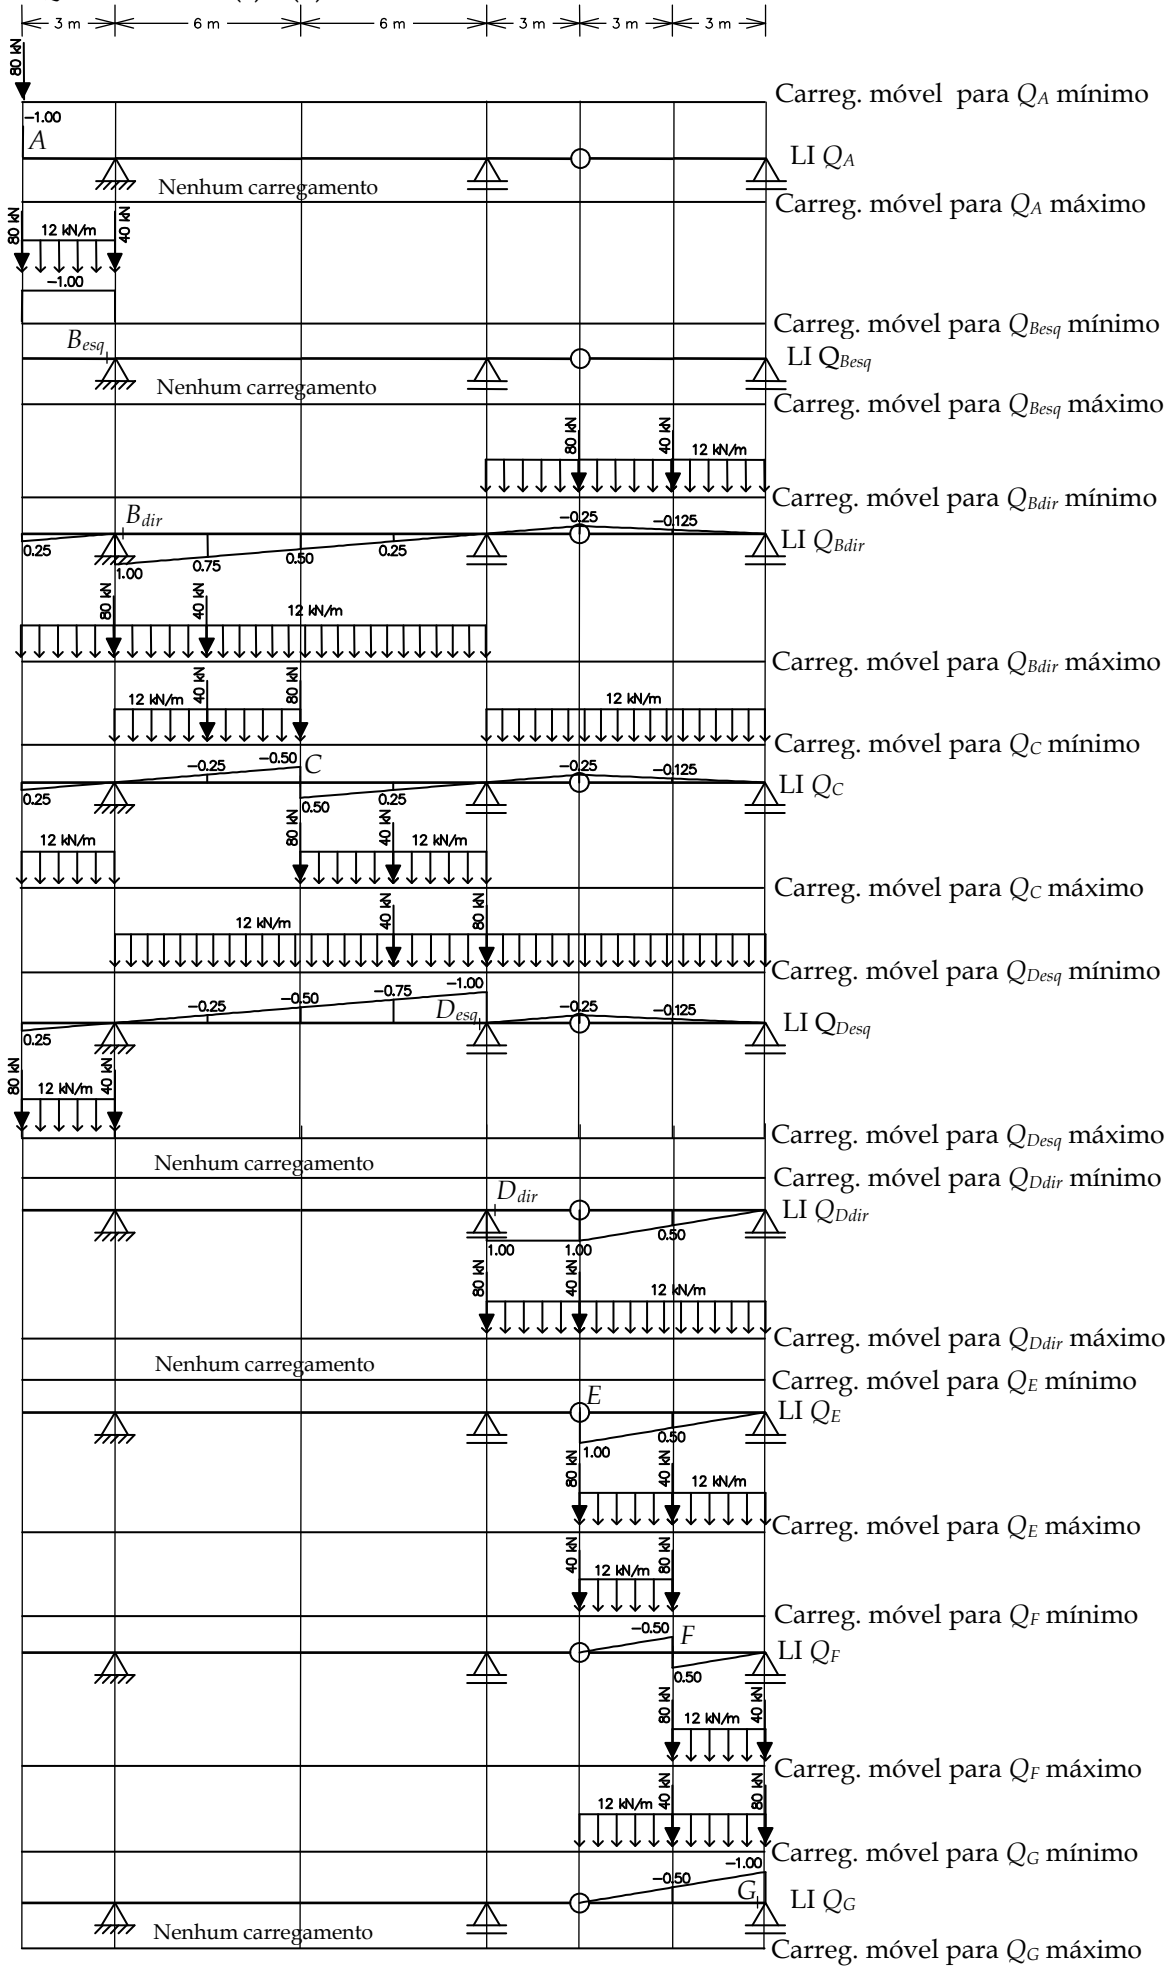 3 m 6 m 6 m 3 m 3 m 3 m
80 kN
Carreg. móvel para QA mínimo
-1.00
A
LI QA
Nenhum carregamento
Carreg. móvel para QA máximo
80 kN 12 kN/m 40 kN
-1.00
Carreg. móvel para QBesq mínimo
Besq
LI QBesq
Nenhum carregamento
Carreg. móvel para QBesq máximo
80 kN 40 kN 12 kN/m
Carreg. móvel para QBdir mínimo
Bdir -0.25 -0.125
LI QBdir
0.25 1.00 0.75 0.50 0.25
80 kN 40 kN 12 kN/m
Carreg. móvel para QBdir máximo
12 kN/m 40 kN 80 kN 12 kN/m
Carreg. móvel para QC mínimo
-0.25 -0.50 C -0.25 -0.125
LI QC
0.25 0.50 0.25
12 kN/m 80 kN 40 kN 12 kN/m
Carreg. móvel para QC máximo
12 kN/m 40 kN 80 kN
Carreg. móvel para QDesq mínimo
-0.25 -0.50 -0.75 -1.00 Desq -0.25 -0.125
LI QDesq
0.25
80 kN 12 kN/m 40 kN
Carreg. móvel para QDesq máximo
Nenhum carregamento
Carreg. móvel para QDdir mínimo
Ddir
LI QDdir
1.00 1.00 0.50
80 kN 40 kN 12 kN/m
Carreg. móvel para QDdir máximo
Nenhum carregamento
Carreg. móvel para QE mínimo
E
LI QE
1.00 0.50
80 kN 40 kN 12 kN/m
Carreg. móvel para QE máximo
40 kN 12 kN/m 80 kN
Carreg. móvel para QF mínimo
-0.50 F
LI QF
0.50
80 kN 12 kN/m 40 kN
Carreg. móvel para QF máximo
12 kN/m 40 kN 80 kN
Carreg. móvel para QG mínimo
-0.50 -1.00
G
LI QG
Nenhum carregamento
Carreg. móvel para QG máximo